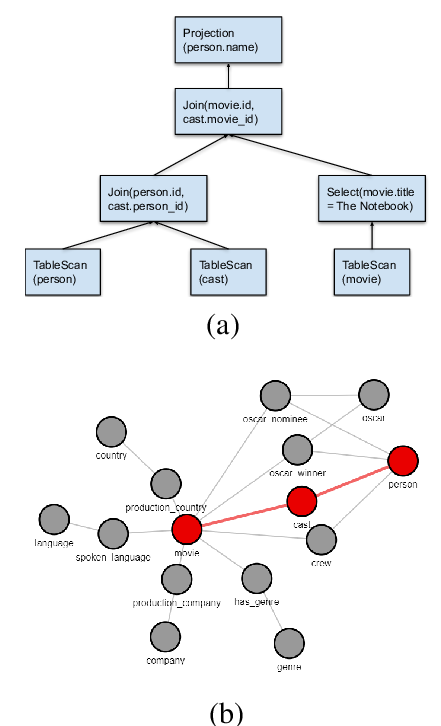 Projection
(person.name)
Join(movie.id,
cast.movie_id)
Join(person.id,
cast.person_id)
Select(movie.title
= The Notebook)
TableScan
(person)
TableScan
(cast)
TableScan
(movie)
(a)
oscar_nominee
oscar
country
oscar_winner
person
production_country
cast
language
spoken_language
movie
crew
production_company
has_genre
company
genre
(b)